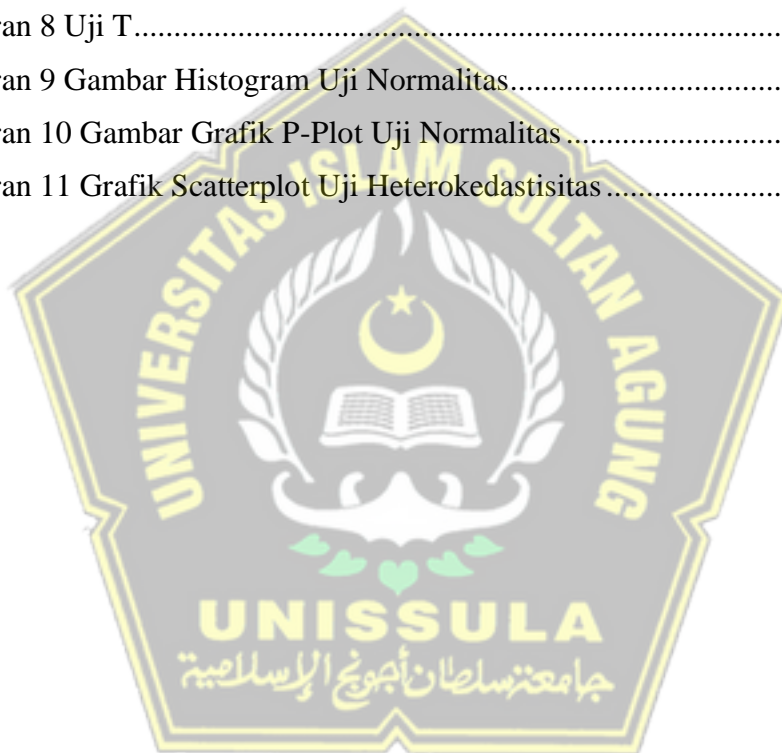 ran 8 Uji T........................................................................................
ran 9 Gambar Histogram Uji Normalitas..................................
ran 10 Gambar Grafik P-Plot Uji Normalitas...........................
ran 11 Grafik Scatterplot Uji Heterokedastisitas......................
UNIVERSITAS ISLAM SULTAN AGUNG
UNISSULA
جامعة سلطان أجونج الإسلامية